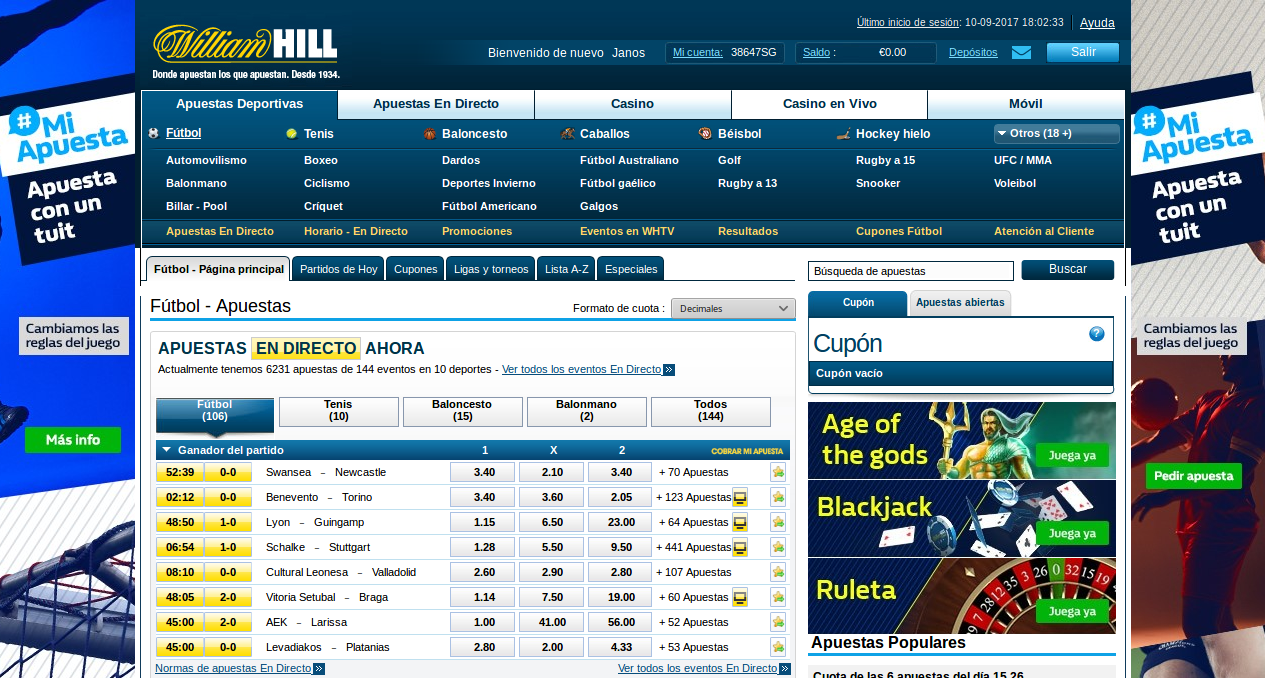 William HILL
Donde apuestan los que apuestan. Desde 1934.
Último inicio de sesión: 10-09-2017 18:02:33
Ayuda
Bienvenido de nuevo Janos
Mi cuenta: 38647SG
Saldo : €0.00
Depósitos
Salir
Apuestas Deportivas
Apuestas En Directo
Casino
Casino en Vivo
Móvil
Fútbol
Tenis
Baloncesto
Caballos
Béisbol
Hockey hielo
Otros (18 +)
Automovilismo
Boxeo
Dardos
Fútbol Australiano
Golf
Rugby a 15
UFC / MMA
Balonmano
Ciclismo
Deportes Invierno
Fútbol gaélico
Rugby a 13
Snooker
Voleibol
Billar - Pool
Críquet
Fútbol Americano
Galgos
Apuestas En Directo
Horario - En Directo
Promociones
Eventos en WHTV
Resultados
Cupones Fútbol
Atención al Cliente
# Mi
Apuesta
Apuesta
con un
tuit
Cambiamos las
reglas del juego
Más info
Fútbol - Página principal
Partidos de Hoy
Cupones
Ligas y torneos
Lista A-Z
Especiales
Búsqueda de apuestas
Buscar
Fútbol - Apuestas
Formato de cuota :
Decimales
APUESTAS EN DIRECTO AHORA
Actualmente tenemos 6231 apuestas de 144 eventos en 10 deportes - Ver todos los eventos En Directo »
Fútbol
(106)
Tenis
(10)
Baloncesto
(15)
Balonmano
(2)
Todos
(144)
Ganador del partido 1 X 2 COBRAR MI APUESTA
52:39 0-0 Swansea – Newcastle 3.40 2.10 3.40 + 70 Apuestas
02:12 0-0 Benevento – Torino 3.40 3.60 2.05 + 123 Apuestas
48:50 1-0 Lyon – Guingamp 1.15 6.50 23.00 + 64 Apuestas
06:54 1-0 Schalke – Stuttgart 1.28 5.50 9.50 + 441 Apuestas
08:10 0-0 Cultural Leonesa – Valladolid 2.60 2.90 2.80 + 107 Apuestas
48:05 2-0 Vitoria Setubal – Braga 1.14 7.50 19.00 + 60 Apuestas
45:00 2-0 AEK – Larissa 1.00 41.00 56.00 + 52 Apuestas
45:00 0-0 Levadiakos – Platanias 2.80 2.00 4.33 + 53 Apuestas
Normas de apuestas En Directo »
Ver todos los eventos En Directo »
Cupón
Apuestas abiertas
Cupón
?
Cupón vacío
Age of
the gods
Juega ya
Blackjack
Juega ya
Ruleta
7 28 12 35 3 26 0 32 15 19
Juega ya
Apuestas Populares
Cuota de las 6 apuestas del día 15.26
# Mi
Apuesta
Apuesta
con un
tuit
Cambiamos las
reglas del juego
Pedir apuesta